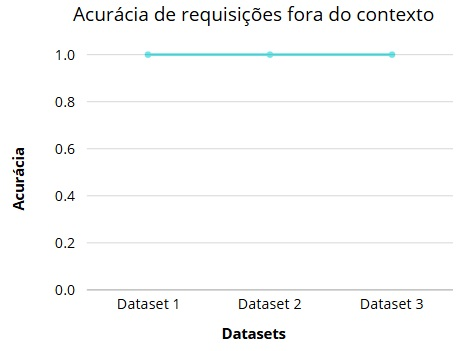 Acurácia de requisições fora do contexto
1.0
0.8
0.6
0.4
0.2
0.0
Acurácia
Dataset 1
Dataset 2
Dataset 3
Datasets